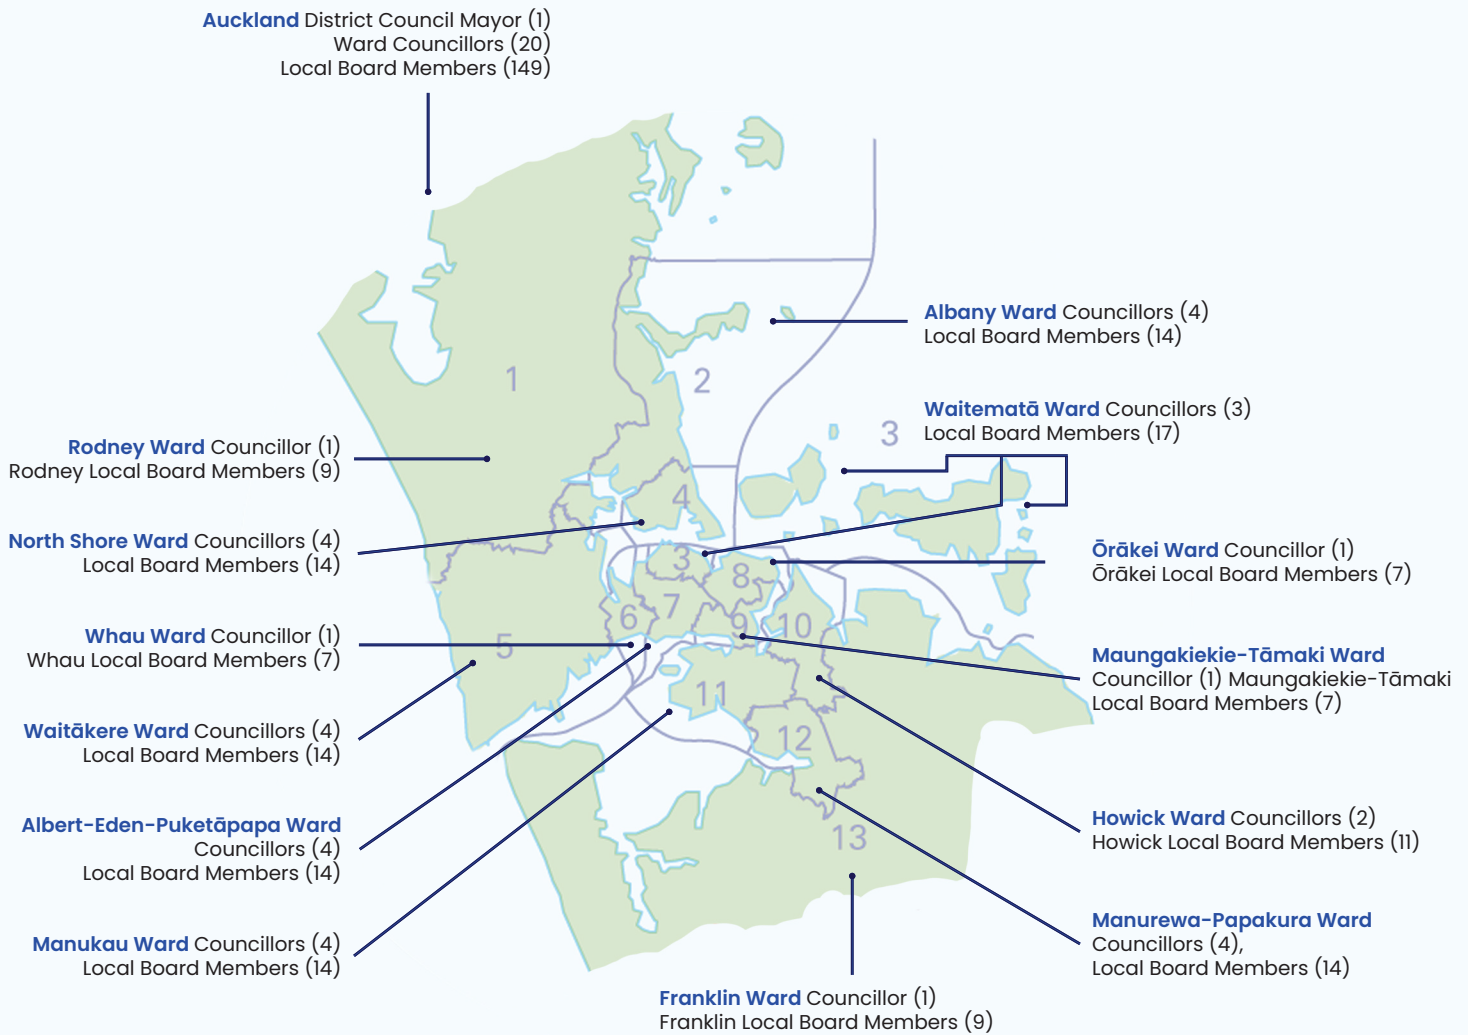 Auckland District Council Mayor (1)
Ward Councillors (20)
Local Board Members (149)
Albany Ward Councillors (4)
Local Board Members (14)
Waitematā Ward Councillors (3)
Local Board Members (17)
Rodney Ward Councillor (1)
Rodney Local Board Members (9)
North Shore Ward Councillors (4)
Local Board Members (14)
Ōrākei Ward Councillor (1)
Ōrākei Local Board Members (7)
Whau Ward Councillor (1)
Whau Local Board Members (7)
Maungakiekie-Tāmaki Ward
Councillor (1) Maungakiekie-Tāmaki
Local Board Members (7)
Waitākere Ward Councillors (4)
Local Board Members (14)
Albert-Eden-Puketāpapa Ward
Councillors (4)
Local Board Members (14)
Howick Ward Councillors (2)
Howick Local Board Members (11)
Manukau Ward Councillors (4)
Local Board Members (14)
Manurewa-Papakura Ward
Councillors (4),
Local Board Members (14)
Franklin Ward Councillor (1)
Franklin Local Board Members (9)
1
2
3
4
3
8
7
6
9
10
5
11
12
13